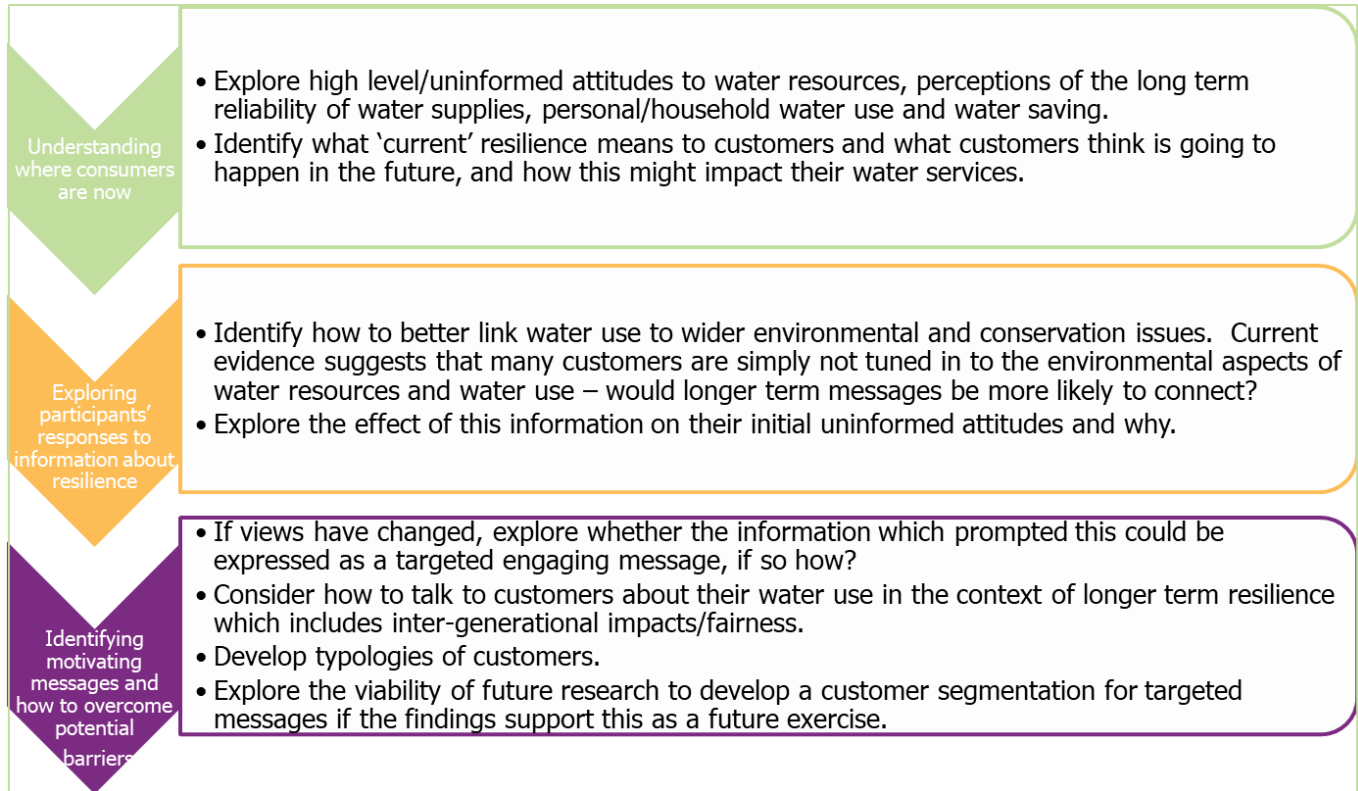 Understanding
where consumers
are now
• Explore high level/uninformed attitudes to water resources, perceptions of the long term
reliability of water supplies, personal/household water use and water saving.
• Identify what ‘current’ resilience means to customers and what customers think is going to
happen in the future, and how this might impact their water services.
Exploring
participants’
responses to
information about
resilience
• Identify how to better link water use to wider environmental and conservation issues.  Current
evidence suggests that many customers are simply not tuned in to the environmental aspects of
water resources and water use – would longer term messages be more likely to connect?
• Explore the effect of this information on their initial uninformed attitudes and why.
Identifying
motivating
messages and
how to overcome
potential
barriers
• If views have changed, explore whether the information which prompted this could be
expressed as a targeted engaging message, if so how?
• Consider how to talk to customers about their water use in the context of longer term resilience
which includes inter-generational impacts/fairness.
• Develop typologies of customers.
• Explore the viability of future research to develop a customer segmentation for targeted
messages if the findings support this as a future exercise.